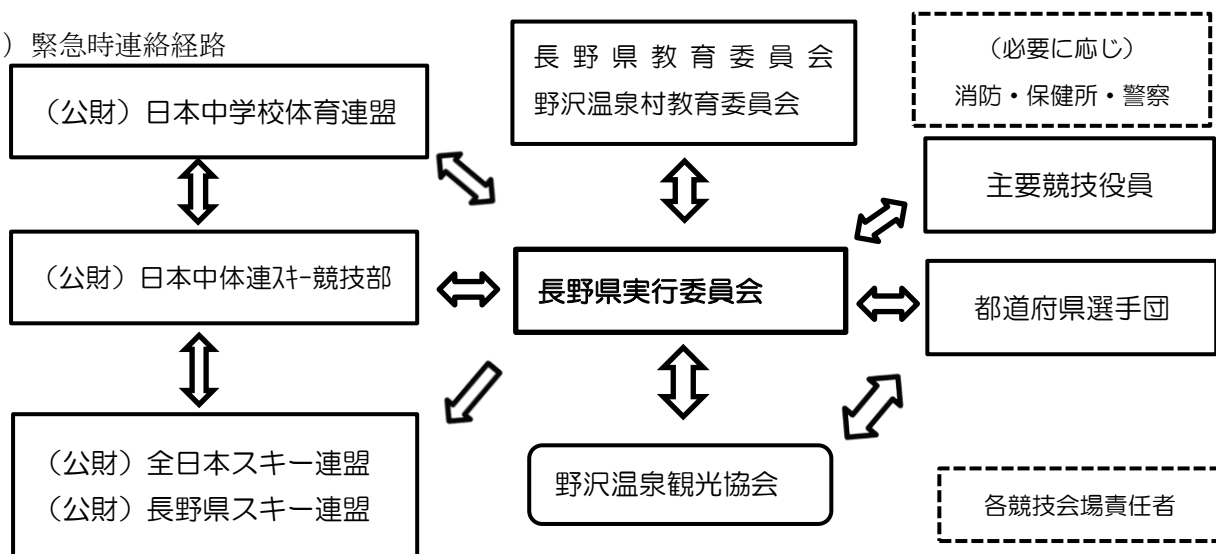 ）緊急時連絡経路
（公財）日本中学校体育連盟
長野県教育委員会
野沢温泉村教育委員会
（必要に応じ）
消防・保健所・警察
主要競技役員
（公財）日本中体連ｽｷｰ競技部
長野県実行委員会
都道府県選手団
（公財）全日本スキー連盟
（公財）長野県スキー連盟
野沢温泉観光協会
各競技会場責任者